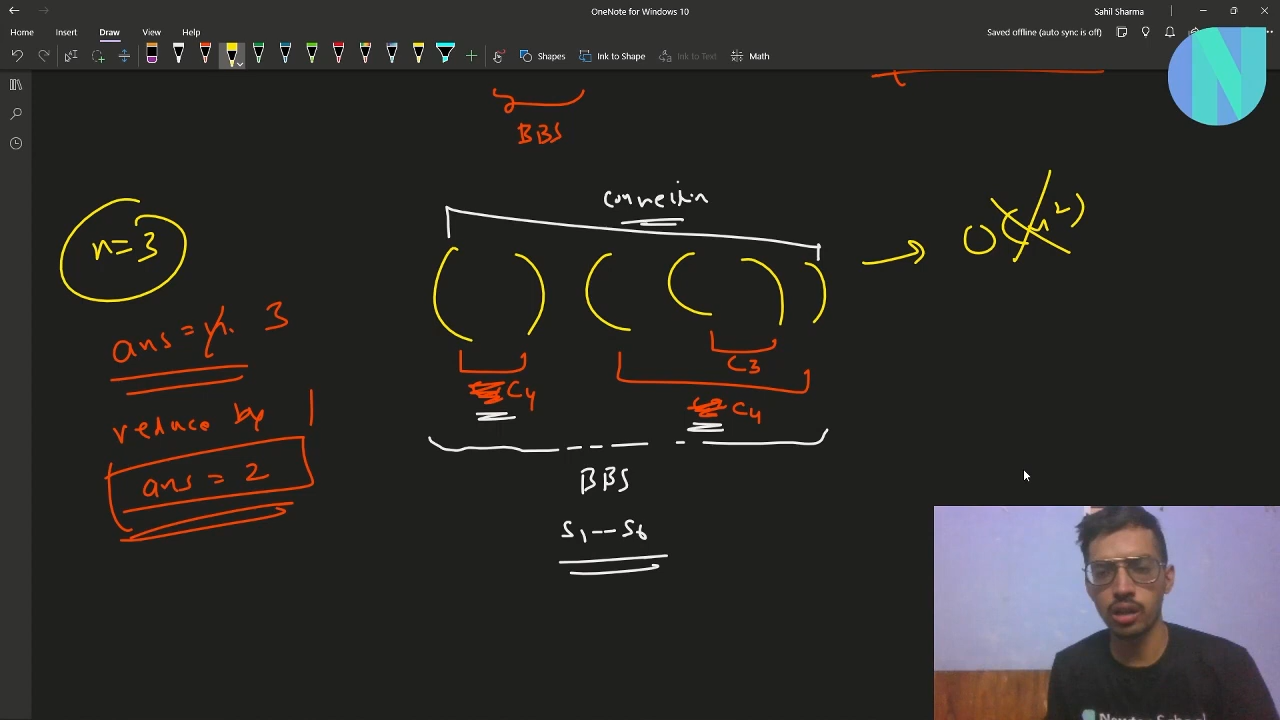 OneNote for Windows 10
Sahil Sharma
Home Insert Draw View Help
Saved offline (auto sync is off)
Shapes Ink to Shape Ink to Text Math
BBS
n=3
connection
( ) ( ( ) ) → O(n²)
ans = 3
C3
C4
C4
reduce by 1
ans = 2
BBS
S1--S6